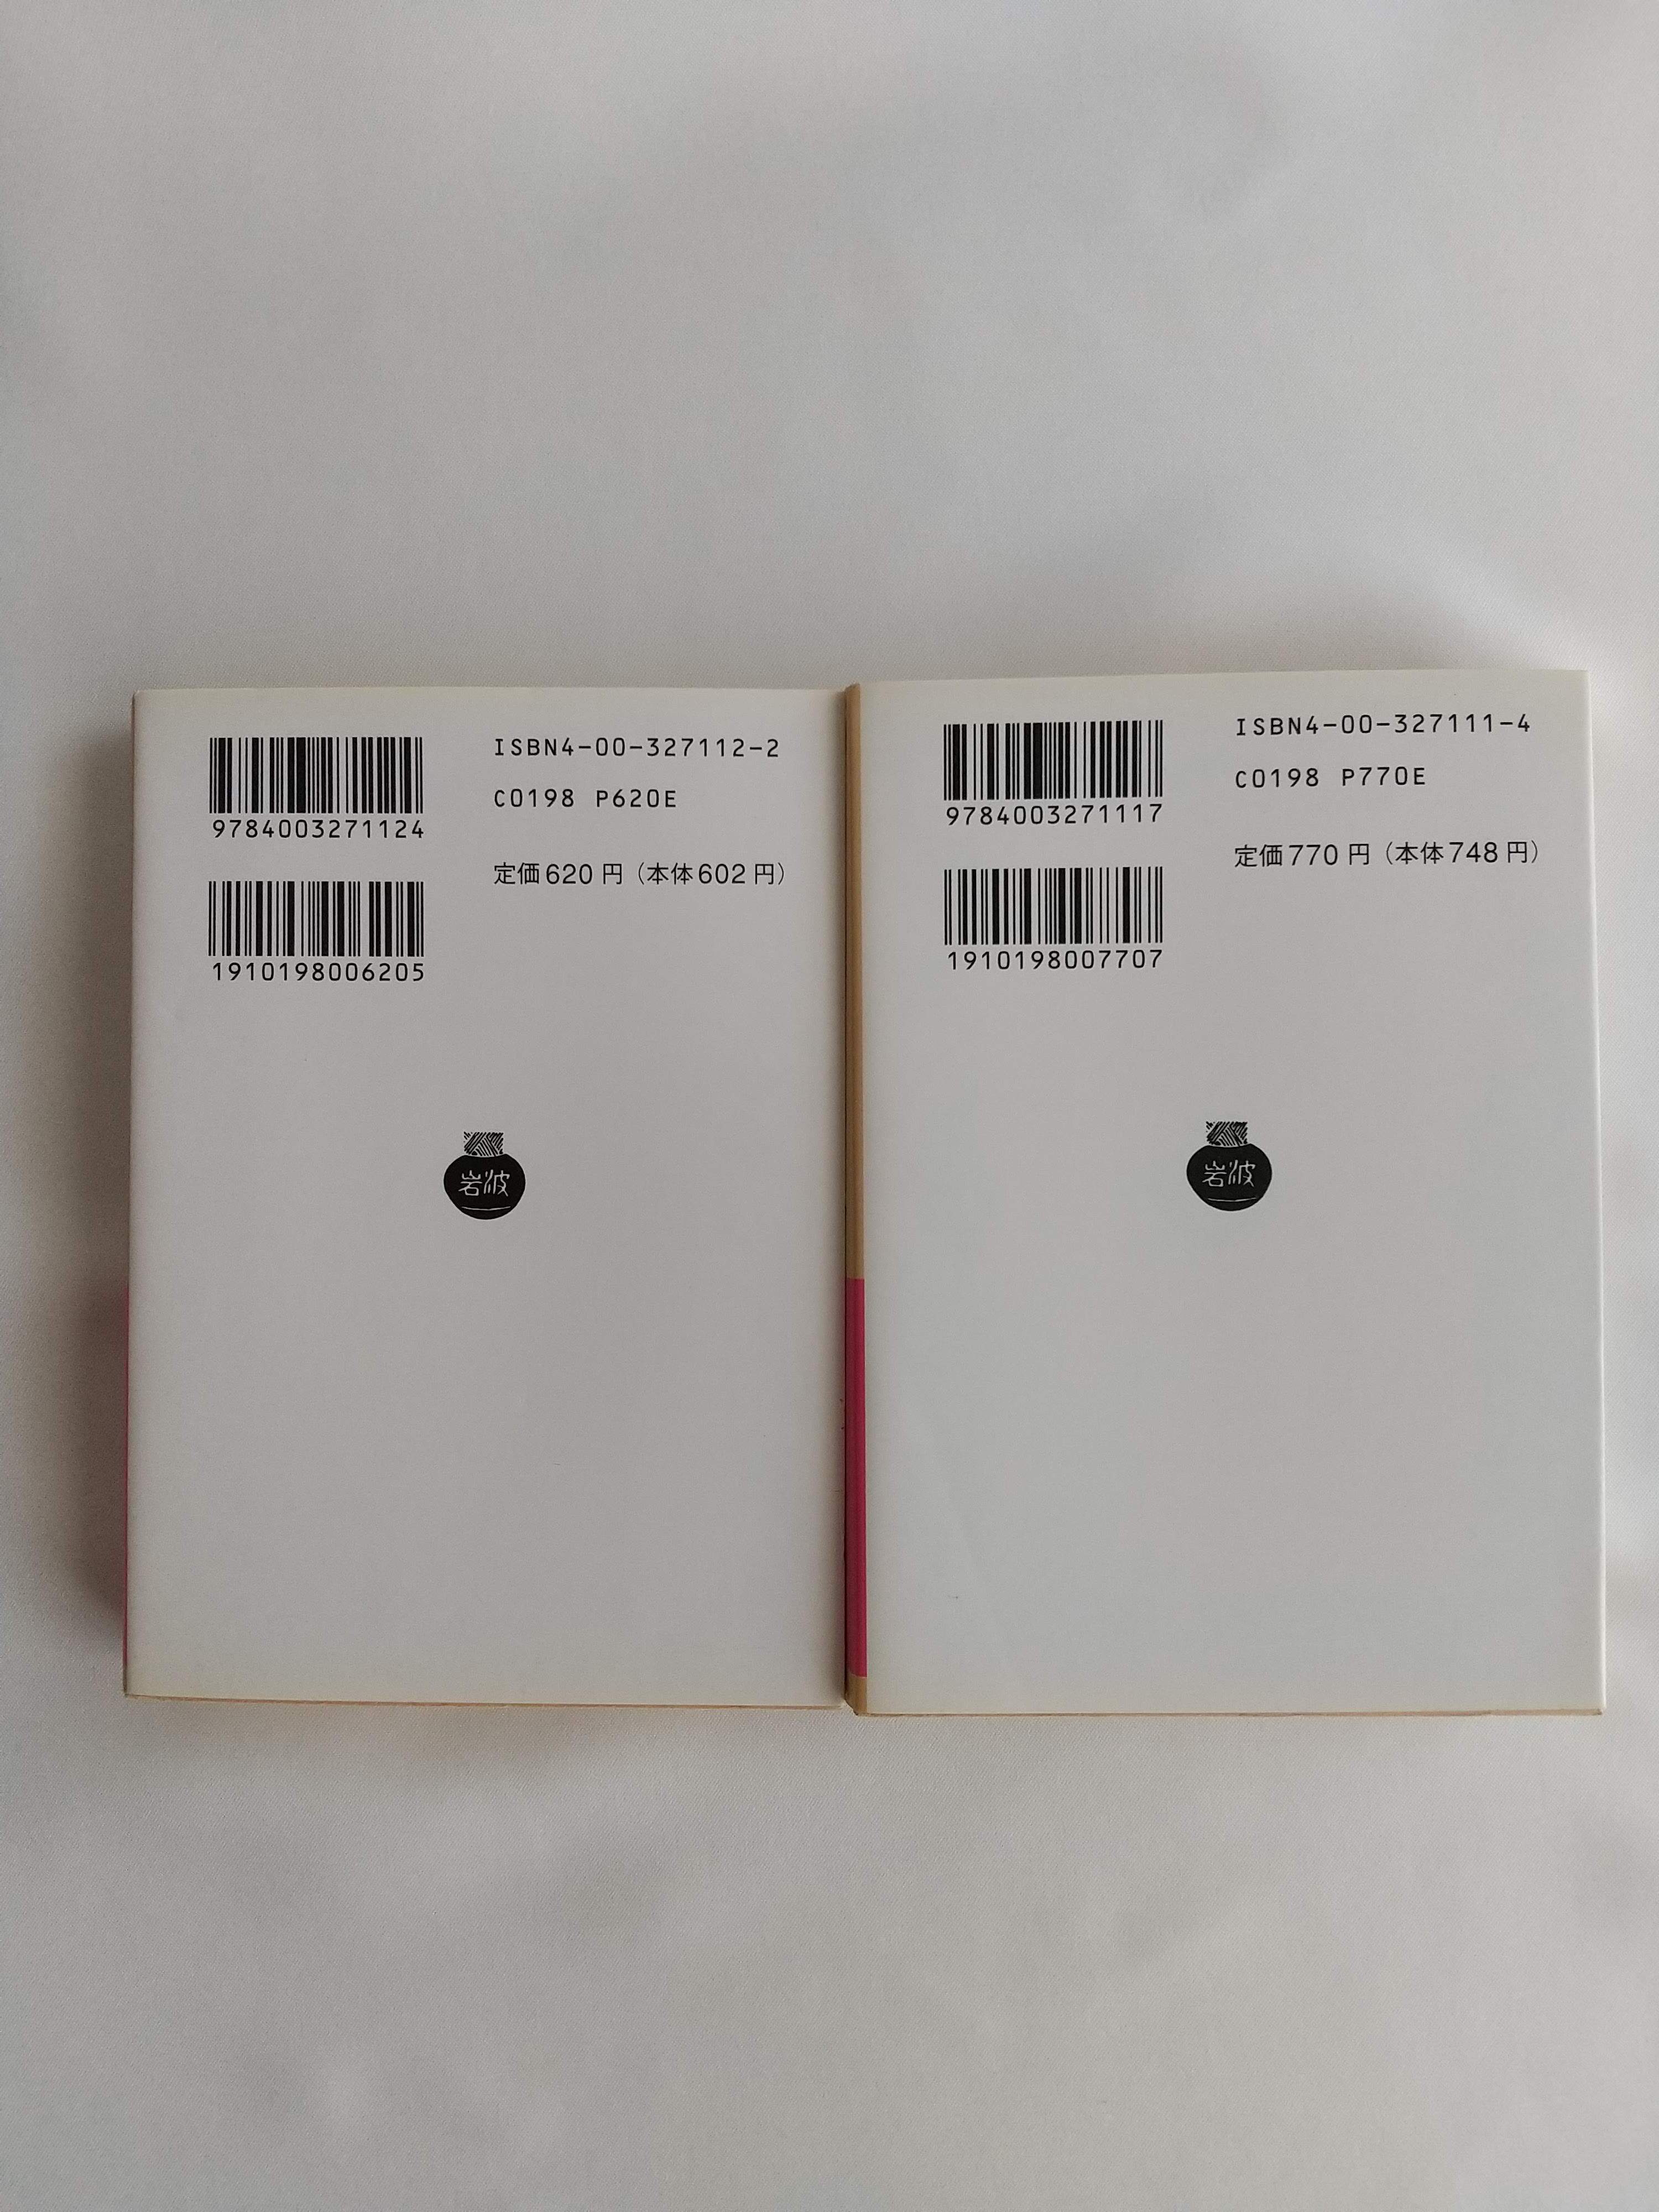 ISBN4-00-327112-2
C0198 P620E
9784003271124
定価620円（本体602円）
1910198006205
岩波
ISBN4-00-327111-4
C0198 P770E
9784003271117
定価770円（本体748円）
1910198007707
岩波